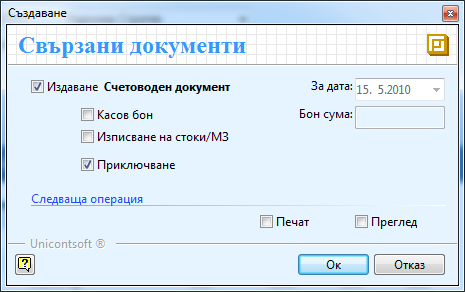 Създаване
Свързани документи
Издаване Счетоводен документ
За дата: 15. 5.2010
Касов бон
Бон сума:
Изписване на стоки/МЗ
Приключване
Следваща операция
Печат
Преглед
Unicontsoft ®
?
Ок
Отказ